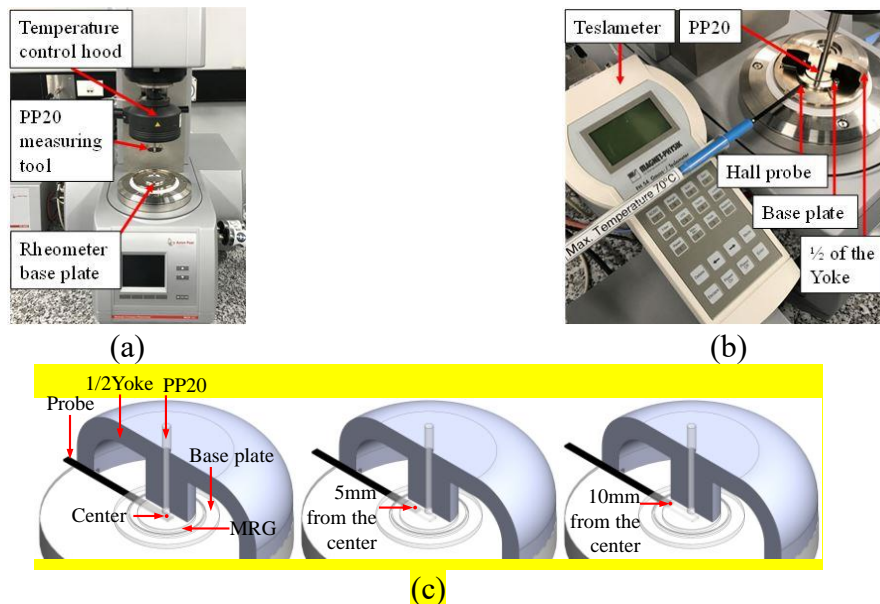 Temperature
control hood
PP20
measuring
tool
Rheometer
base plate
(a)
Teslameter
PP20
MAGNET-PHYSIK
Max. Temperature 70°C
Hall probe
Base plate
½ of the
Yoke
(b)
1/2Yoke
PP20
Probe
Base plate
Center
MRG
5mm
from the
center
10mm
from the
center
(c)